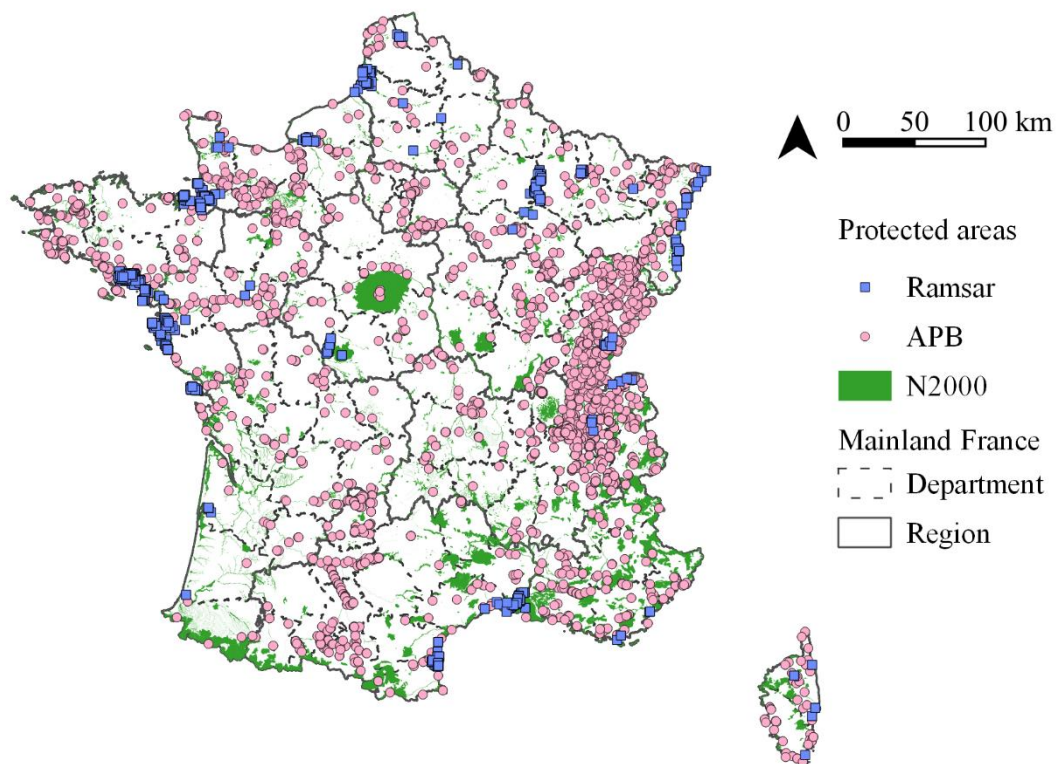 0 50 100 km
Protected areas
Ramsar
APB
N2000
Mainland France
Department
Region